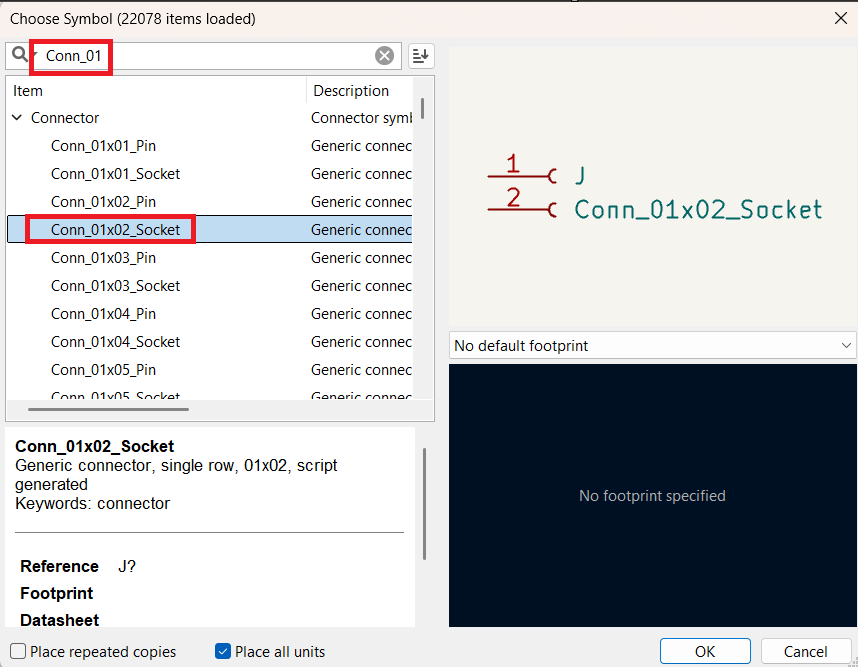 Choose Symbol (22078 items loaded)
Conn_01
Item Description
Connector Connector symb
Conn_01x01_Pin Generic connec
Conn_01x01_Socket Generic connec
Conn_01x02_Pin Generic connec
Conn_01x02_Socket Generic connec
Conn_01x03_Pin Generic connec
Conn_01x03_Socket Generic connec
Conn_01x04_Pin Generic connec
Conn_01x04_Socket Generic connec
Conn_01x05_Pin Generic connec
Conn_01x05_Socket Generic connec
Conn_01x02_Socket
Generic connector, single row, 01x02, script
generated
Keywords: connector
Reference J?
Footprint
Datasheet
Place repeated copies Place all units
1 J
2 Conn_01x02_Socket
No default footprint
No footprint specified
OK Cancel